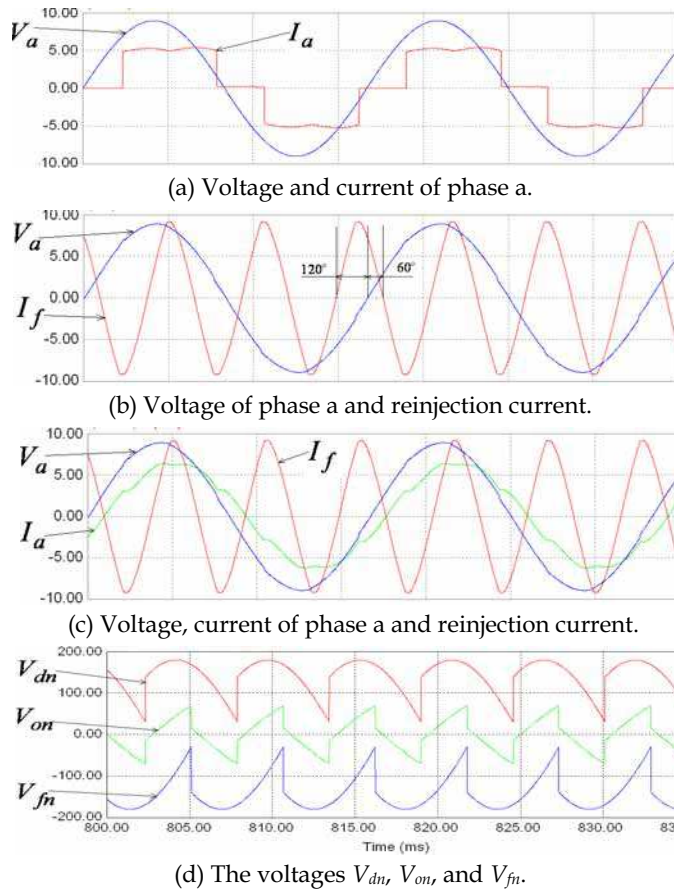 V_a
I_a
10.00
5.00
0.00
-5.00
-10.00
(a) Voltage and current of phase a.
10.00
V_a
5.00
120°
60°
0.00
I_f
-5.00
-10.00
(b) Voltage of phase a and reinjection current.
10.00
V_a
I_f
5.00
0.00
I_a
-5.00
-10.00
(c) Voltage, current of phase a and reinjection current.
200.00
V_dn
100.00
V_on
0.00
-100.00
V_fn
-200.00
800.00 805.00 810.00 815.00 820.00 825.00 830.00 83
Time (ms)
(d) The voltages V_dn, V_on, and V_fn.